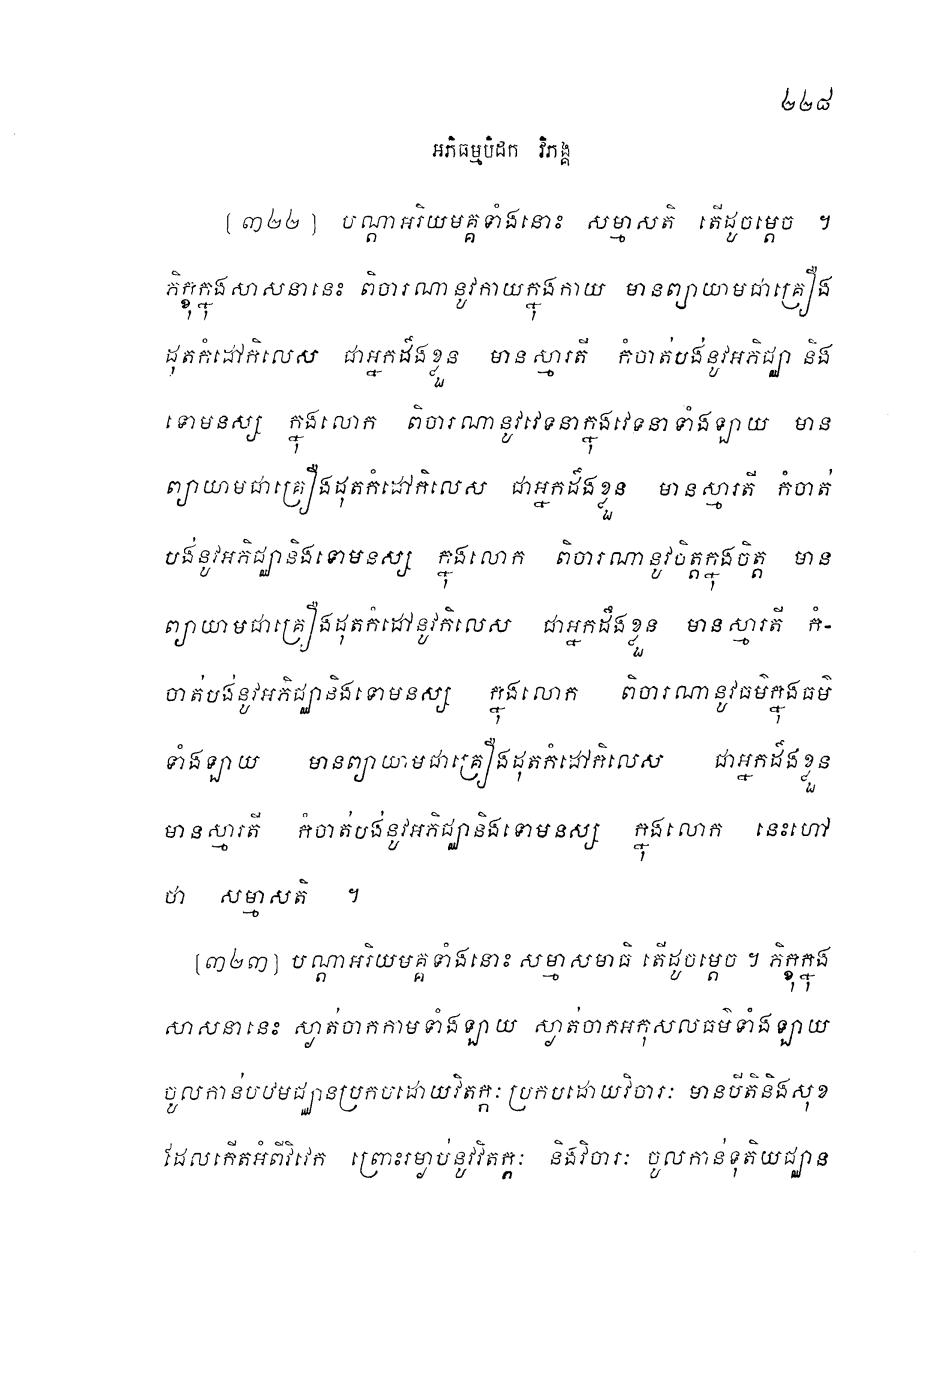 ២២៨
អភិធម្មបិដក វិភង្គ
[៣២២] បណ្តាអរិយមគ្គទាំងនោះ សម្មាសតិ តើដូចម្តេច ។
ភិក្ខុក្នុងសាសនានេះ ពិចារណានូវកាយក្នុងកាយ មានព្យាយាមជាគ្រឿង
ដុតកំដៅកិលេស ជាអ្នកដឹងខ្លួន មានស្មារតី កំចាត់បង់នូវអភិជ្ឈា និង
ទោមនស្ស ក្នុងលោក ពិចារណានូវវេទនាក្នុងវេទនាទាំងឡាយ មាន
ព្យាយាមជាគ្រឿងដុតកំដៅកិលេស ជាអ្នកដឹងខ្លួន មានស្មារតី កំចាត់
បង់នូវអភិជ្ឈានិងទោមនស្ស ក្នុងលោក ពិចារណានូវចិត្តក្នុងចិត្ត មាន
ព្យាយាមជាគ្រឿងដុតកំដៅនូវកិលេស ជាអ្នកដឹងខ្លួន មានស្មារតី កំ-
ចាត់បង់នូវអភិជ្ឈានិងទោមនស្ស ក្នុងលោក ពិចារណានូវធម៌ក្នុងធម៌
ទាំងឡាយ មានព្យាយាមជាគ្រឿងដុតកំដៅកិលេស ជាអ្នកដឹងខ្លួន
មានស្មារតី កំចាត់បង់នូវអភិជ្ឈានិងទោមនស្ស ក្នុងលោក នេះហៅ
ថា សម្មាសតិ ។
[៣២៣] បណ្តាអរិយមគ្គទាំងនោះ សម្មាសមាធិ តើដូចម្តេច ។ ភិក្ខុក្នុង
សាសនានេះ ស្ងាត់ចាកកាមទាំងឡាយ ស្ងាត់ចាកអកុសលធម៌ទាំងឡាយ
ចូលកាន់បឋមជ្ឈានប្រកបដោយវិតក្កៈ ប្រកបដោយវិចារៈ មានបីតិនិងសុខ
ដែលកើតអំពីវិវេក ព្រោះរម្ងាប់នូវវិតក្កៈ និងវិចារៈ ចូលកាន់ទុតិយជ្ឈាន